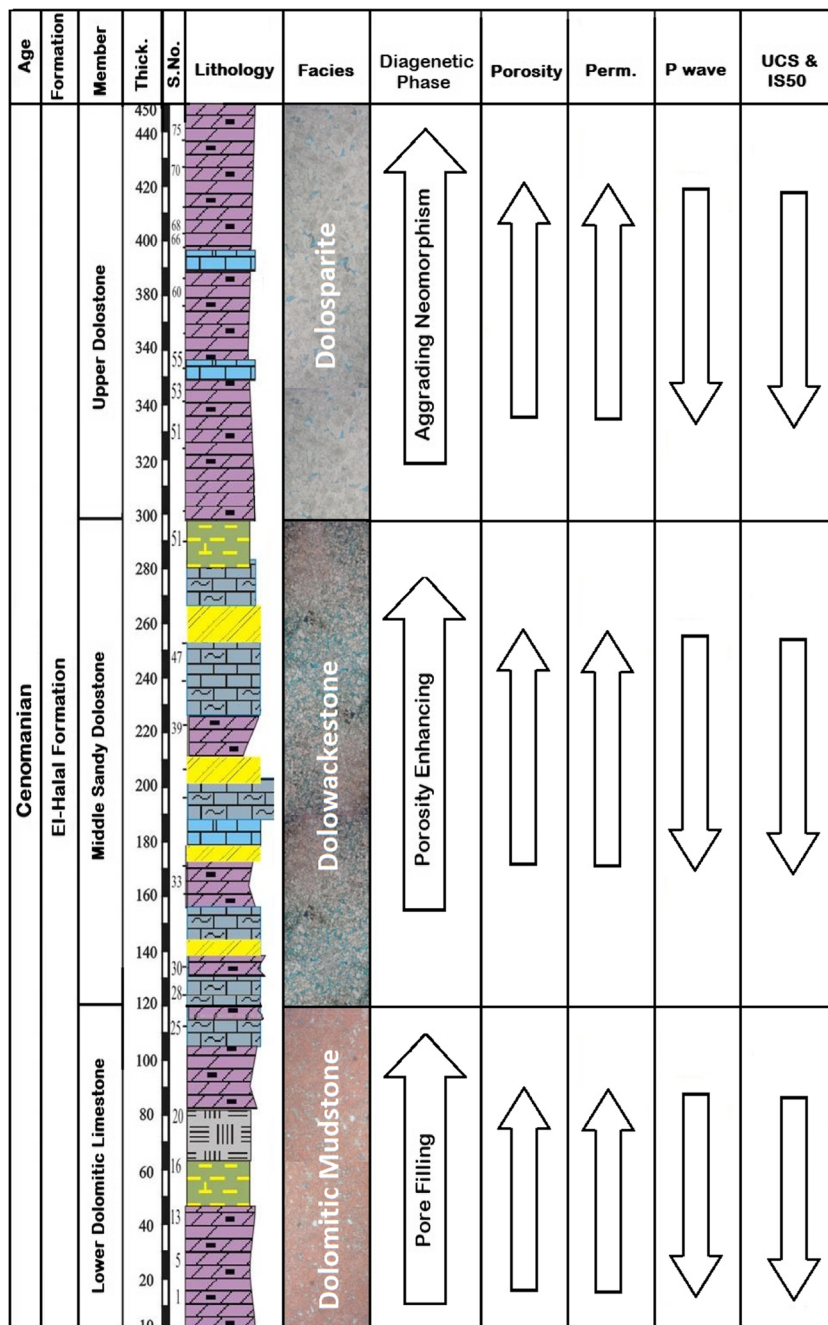 Age
Formation
Member
Thick.
S.No.
Lithology
Facies
Diagenetic
Phase
Porosity
Perm.
P wave
UCS &
IS50
Cenomanian
El-Halal Formation
Upper Dolostone
Middle Sandy Dolostone
Lower Dolomitic Limestone
450
440
420
400
380
340
340
320
300
280
260
240
220
200
180
160
140
120
100
80
60
40
20
10
75
70
68
66
60
55
53
51
51
47
39
33
30
28
25
20
16
13
5
1
Dolosparite
Dolowackestone
Dolomitic Mudstone
Aggrading Neomorphism
Porosity Enhancing
Pore Filling